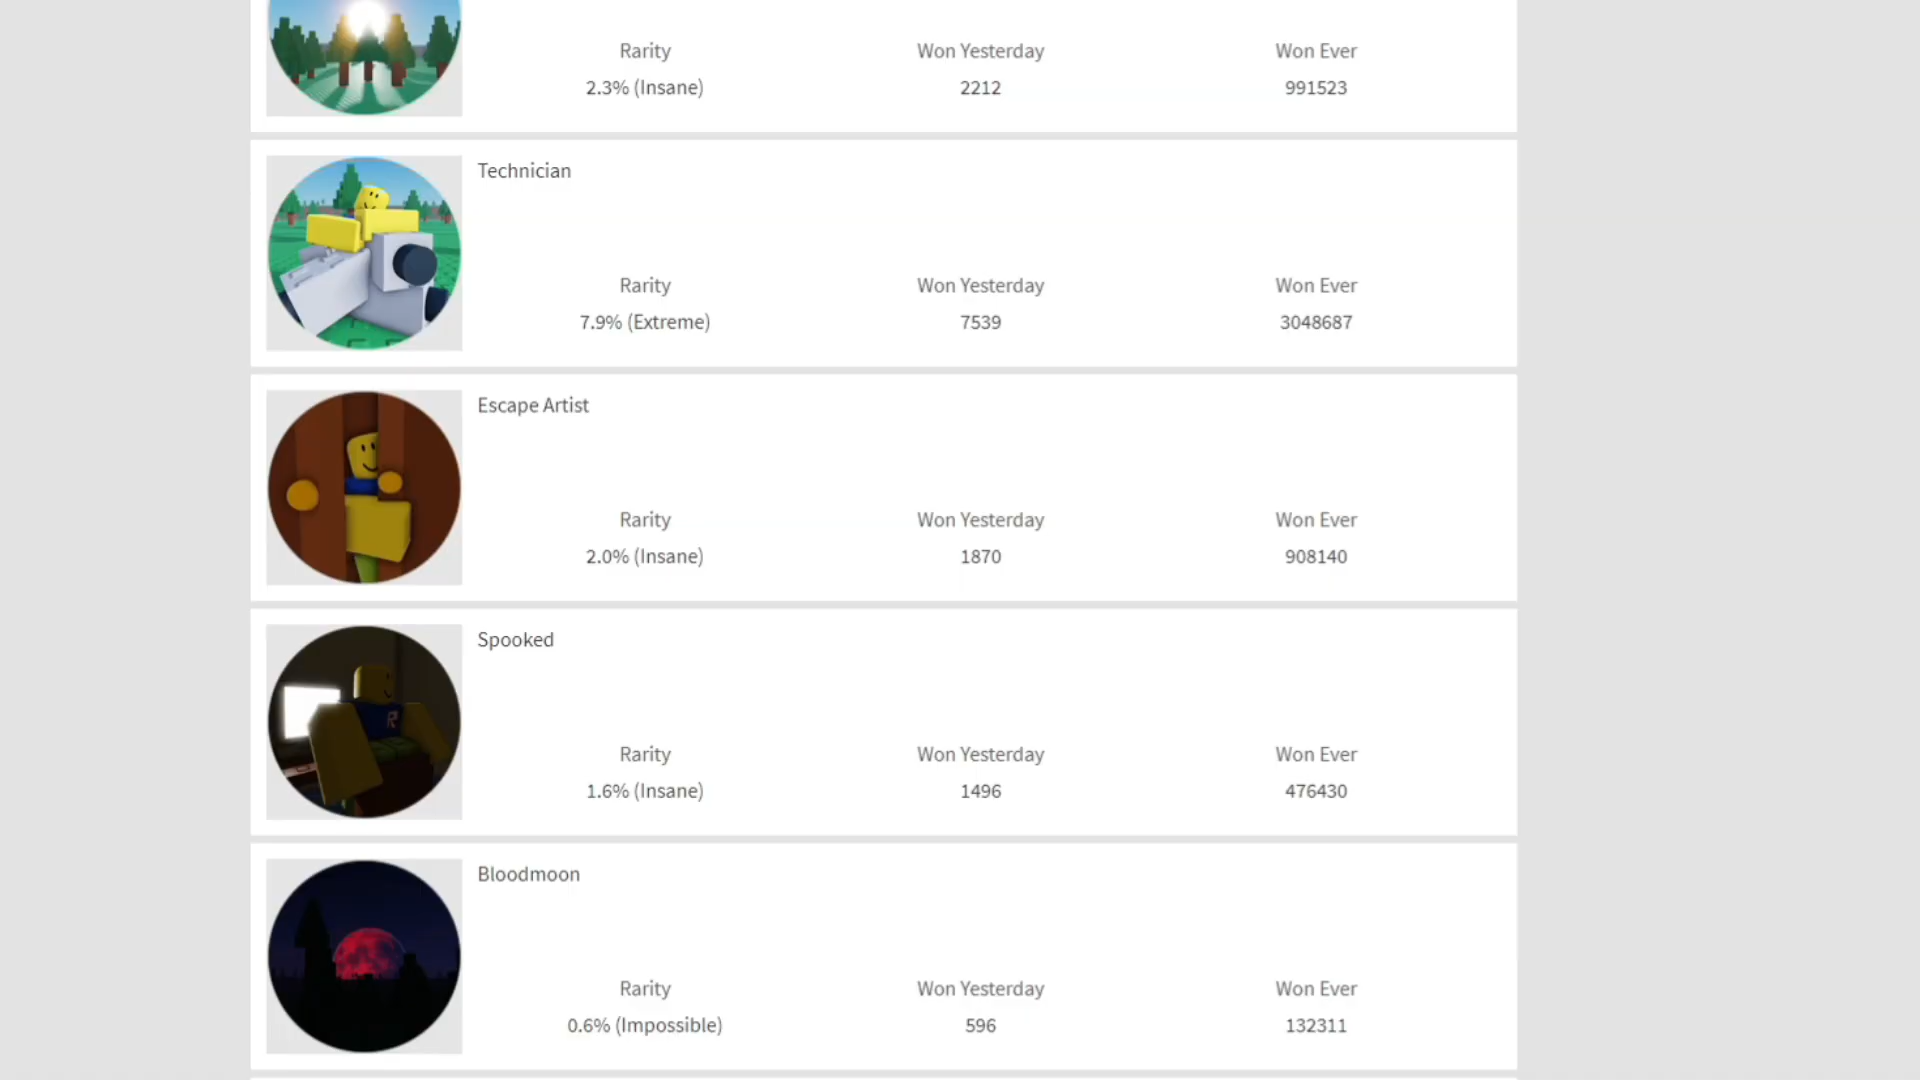 Rarity Won Yesterday Won Ever
2.3% (Insane) 2212 991523
Technician
Rarity Won Yesterday Won Ever
7.9% (Extreme) 7539 3048687
Escape Artist
Rarity Won Yesterday Won Ever
2.0% (Insane) 1870 908140
Spooked
Rarity Won Yesterday Won Ever
1.6% (Insane) 1496 476430
Bloodmoon
Rarity Won Yesterday Won Ever
0.6% (Impossible) 596 132311